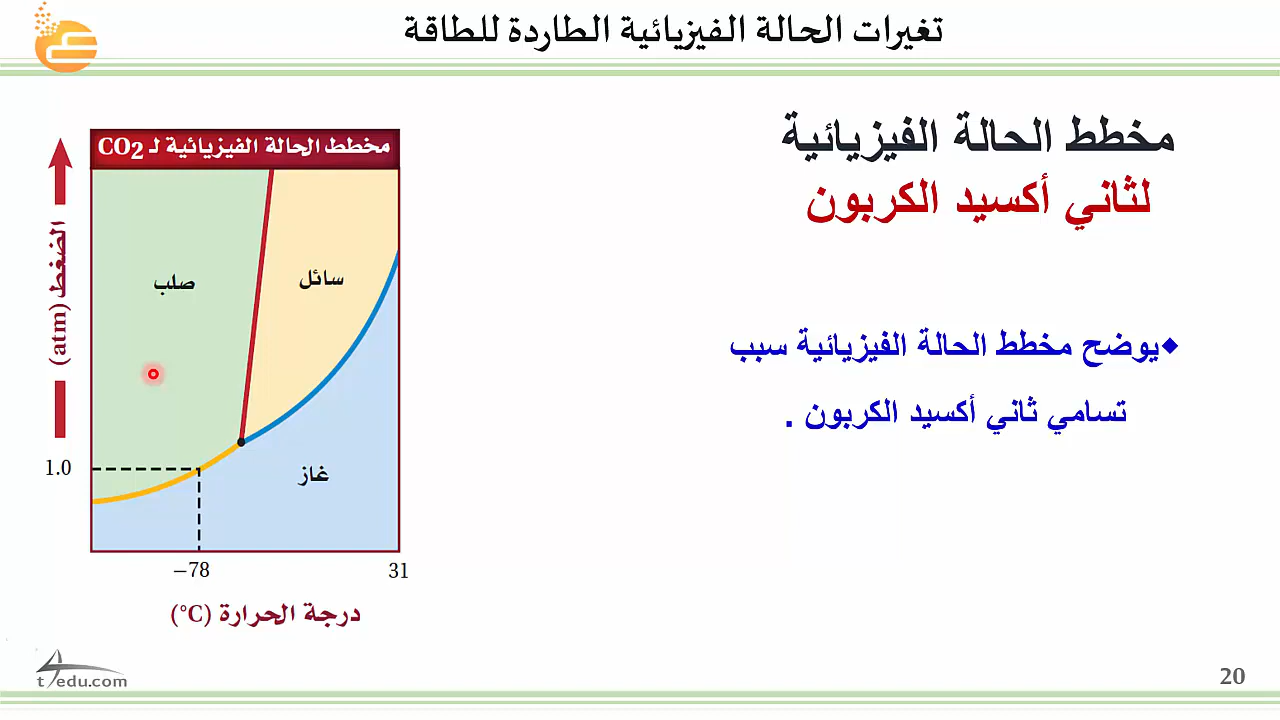 تغيرات الحالة الفيزيائية الطاردة للطاقة
مخطط الحالة الفيزيائية
لثاني أكسيد الكربون
◆يوضح مخطط الحالة الفيزيائية سبب
تسامي ثاني أكسيد الكربون .
مخطط الحالة الفيزيائية لـ CO2
الضغط (atm)
صلب
سائل
غاز
1.0
−78
31
درجة الحرارة (°C)
edu.com
20